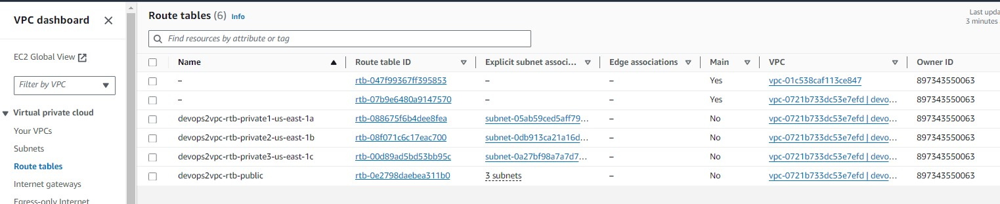 VPC dashboard
EC2 Global View
Filter by VPC
Virtual private cloud
Your VPCs
Subnets
Route tables
Internet gateways
Egress-only Internet
Route tables (6) Info
Last upda
3 minutes
Find resources by attribute or tag
Name Route table ID Explicit subnet associ... Edge associations Main VPC Owner ID
– rtb-047f99367ff395853 – – Yes vpc-01c538caf113ce847 897343550063
– rtb-07b9e6480a9147570 – – Yes vpc-0721b733dc53e7efd | devo... 897343550063
devops2vpc-rtb-private1-us-east-1a rtb-088675f6b4dee8fea subnet-05ab59ced5aff79... – No vpc-0721b733dc53e7efd | devo... 897343550063
devops2vpc-rtb-private2-us-east-1b rtb-08f071c6c17eac700 subnet-0db913ca21a16d... – No vpc-0721b733dc53e7efd | devo... 897343550063
devops2vpc-rtb-private3-us-east-1c rtb-00d89ad5bd53bb95c subnet-0a27bf98a7a7d7... – No vpc-0721b733dc53e7efd | devo... 897343550063
devops2vpc-rtb-public rtb-0e2798daebea311b0 3 subnets – No vpc-0721b733dc53e7efd | devo... 897343550063